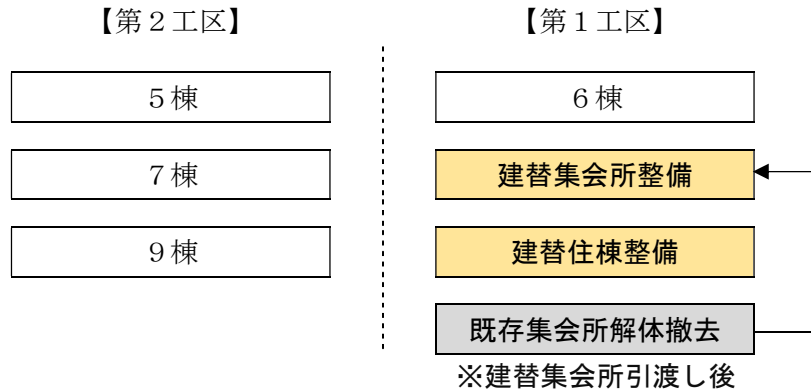 【第２工区】
５棟
７棟
９棟
【第１工区】
６棟
建替集会所整備
建替住棟整備
既存集会所解体撤去
※建替集会所引渡し後